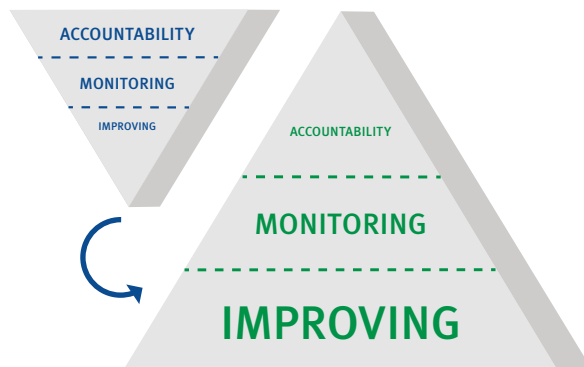 ACCOUNTABILITY
MONITORING
IMPROVING
ACCOUNTABILITY
MONITORING
IMPROVING